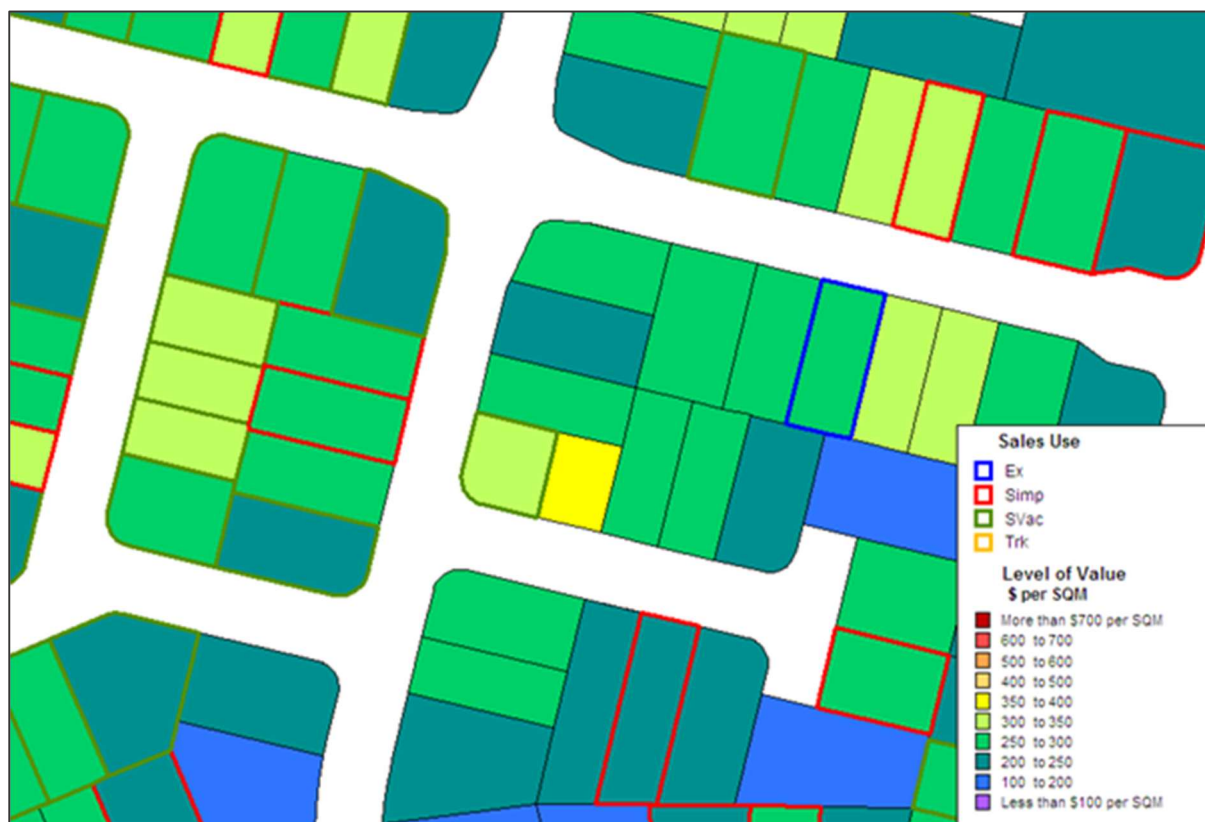 Sales Use
Ex
Simp
SVac
Trk
Level of Value
$ per SQM
More than $700 per SQM
600 to 700
500 to 600
400 to 500
350 to 400
300 to 350
250 to 300
200 to 250
100 to 200
Less than $100 per SQM